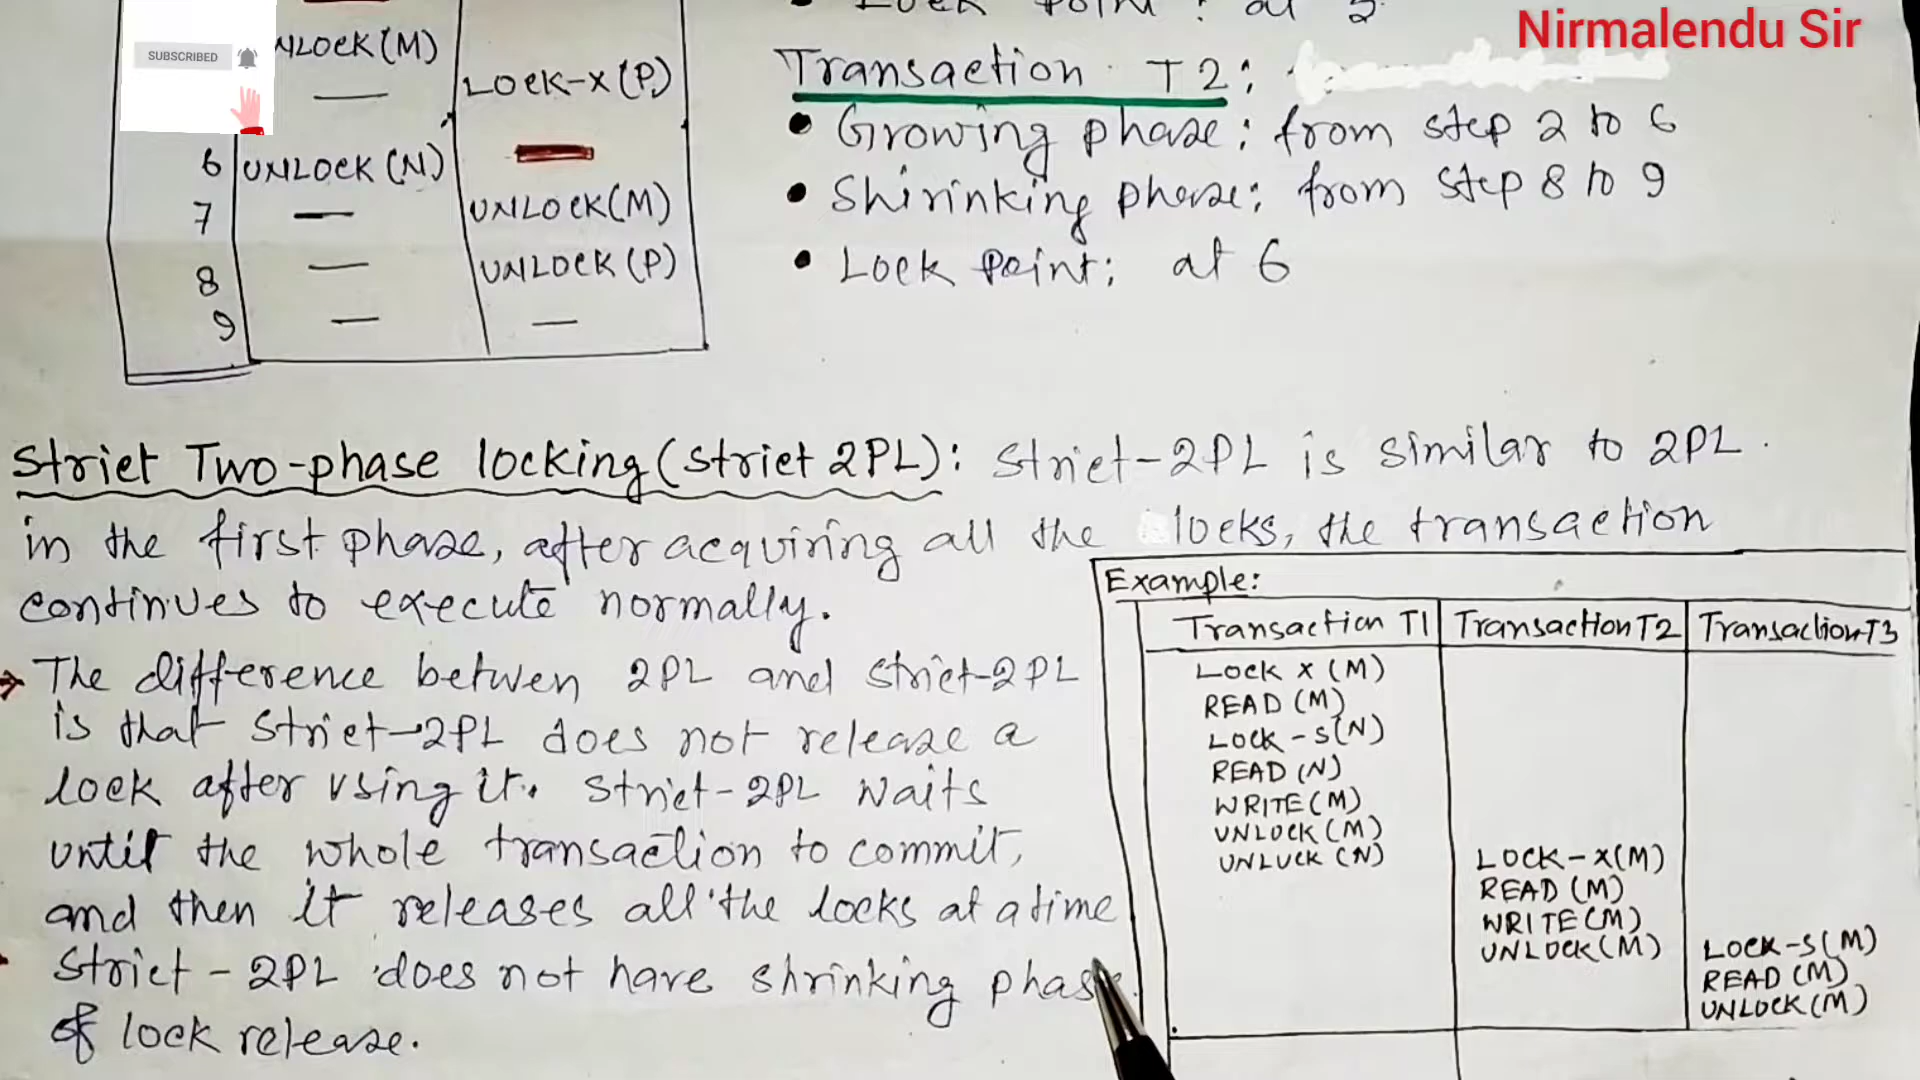 Lock Point : at 5
Nirmalendu Sir
SUBSCRIBED
NLOCK (M)
LOCK-X (P)
Transaction T2 :
• Growing phase : from step 2 to 6
6 UNLOCK (N)
7 UNLOCK (M)
• Shirinking phase : from step 8 to 9
8 UNLOCK (P)
• Lock Point : at 6
9
Strict Two-phase locking (strict 2PL) : Strict-2PL is similar to 2PL
in the first phase, after acquiring all the locks, the transaction
continues to execute normally.
→ The difference betwen 2PL and strict-2PL
is that strict-2PL does not release a
lock after using it. Strict-2PL waits
until the whole transaction to commit,
and then it releases all the locks at a time
Strict-2PL does not have shrinking phase.
of lock release.
Example:
Transaction T1 Transaction T2 Transaction T3
LOCK X (M)
READ (M)
LOCK - S (N)
READ (N)
WRITE (M)
UNLOCK (M)
UNLUCK (N)
LOCK - X (M)
READ (M)
WRITE (M)
UNLOCK (M)
LOCK-S (M)
READ (M)
UNLOCK (M)